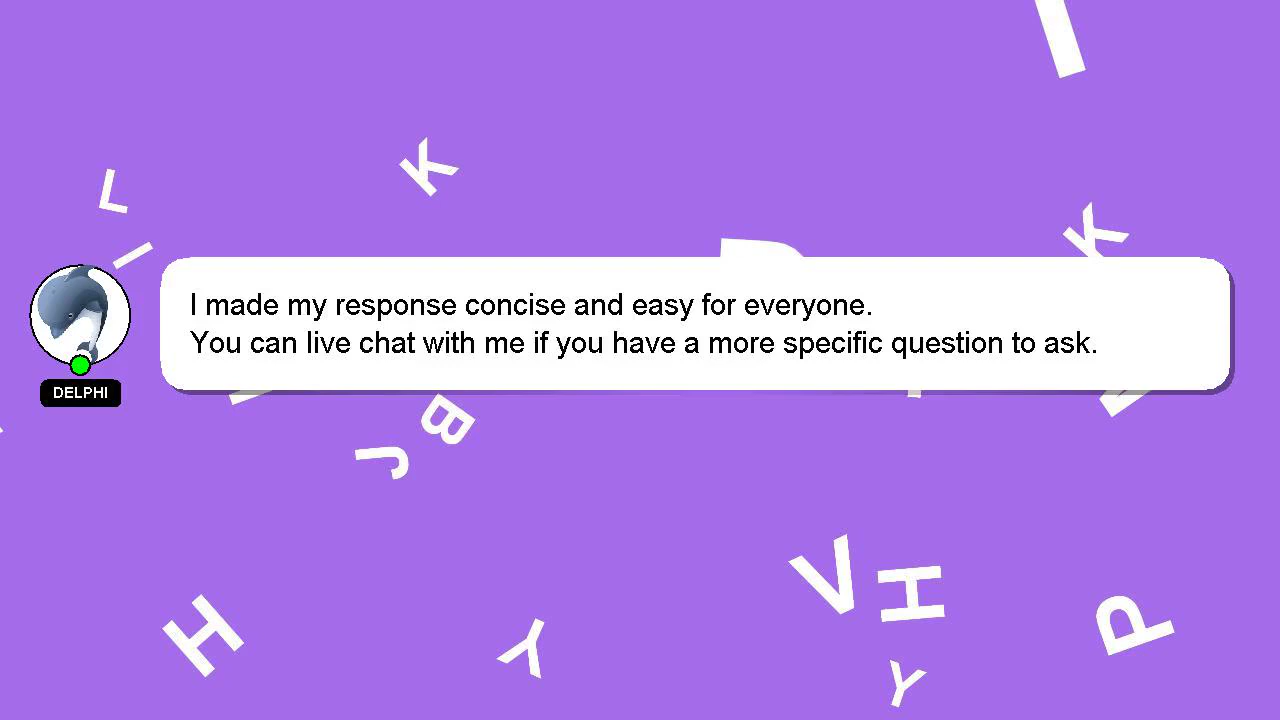 I
K
L
K
I made my response concise and easy for everyone.
You can live chat with me if you have a more specific question to ask.
DELPHI
B
J
V
H
P
H
Y
Y